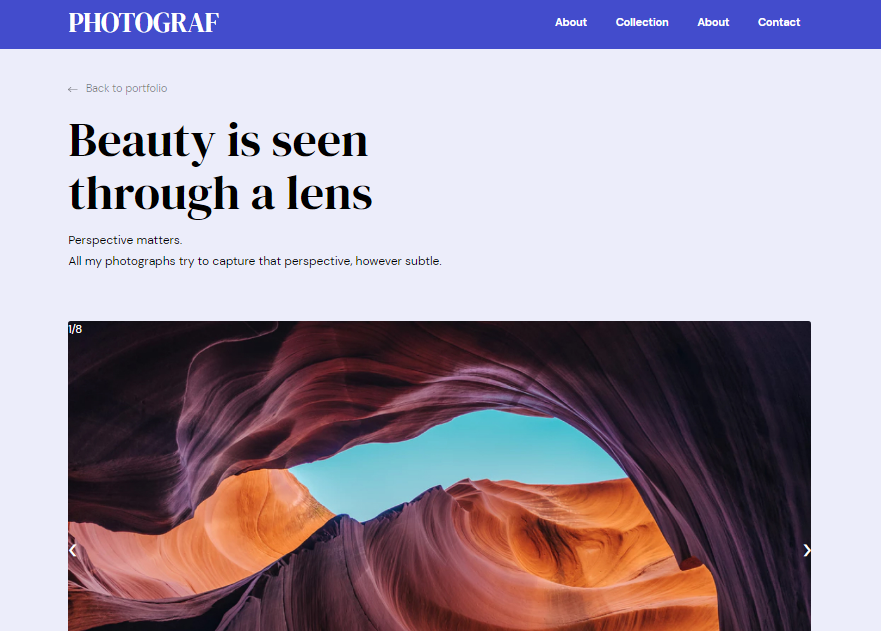 PHOTOGRAF
About Collection About Contact
← Back to portfolio
Beauty is seen
through a lens
Perspective matters.
All my photographs try to capture that perspective, however subtle.
1/8
❮ ❯